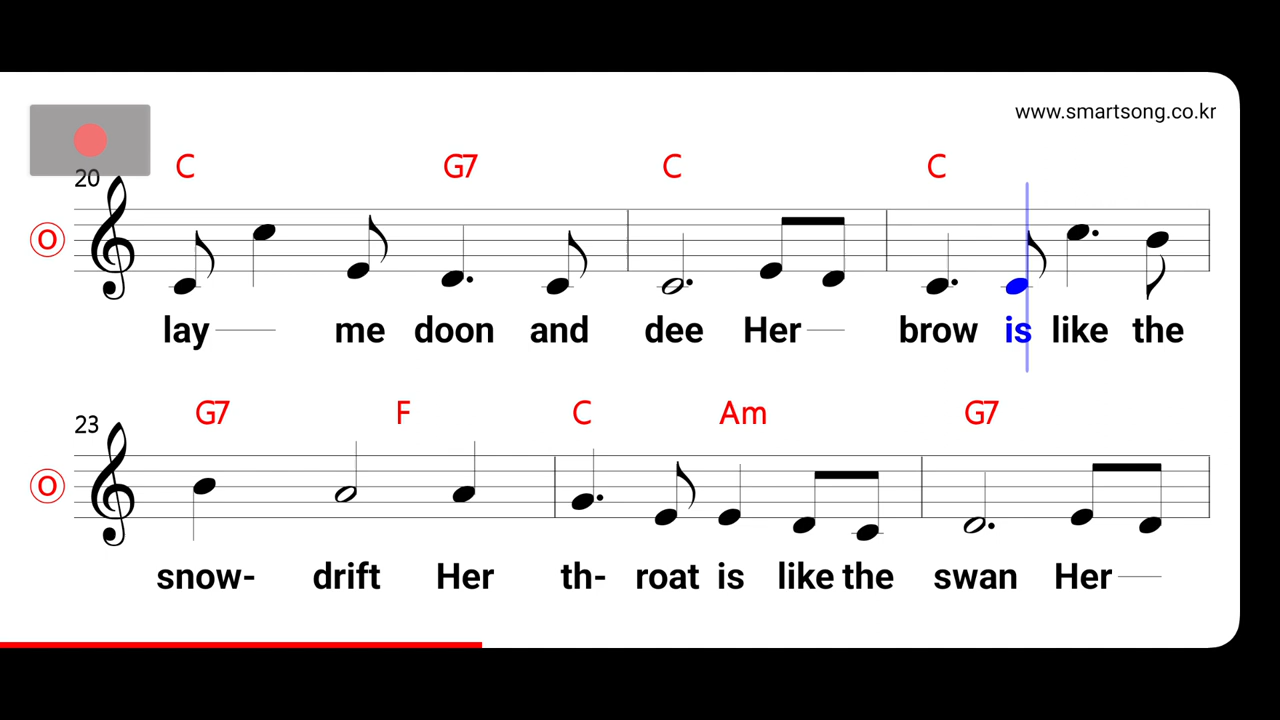 www.smartsong.co.kr
20 C G7 C C
O
lay me doon and dee Her brow is like the
23 G7 F C Am G7
O
snow- drift Her th- roat is like the swan Her